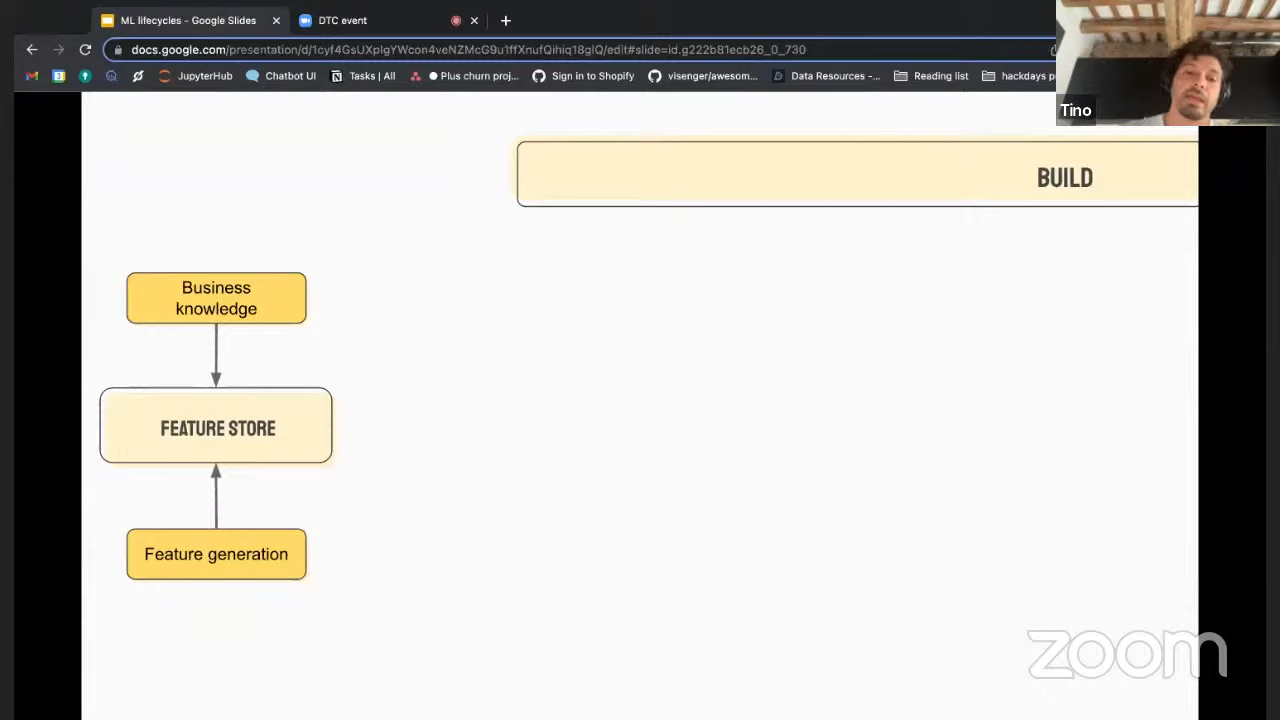 ML lifecycles - Google Slides
DTC event
docs.google.com/presentation/d/1cyf4GsUXplgYWcon4veNZMcG9u1ffXnufQihiq18glQ/edit#slide=id.g222b81ecb26_0_730
JupyterHub
Chatbot UI
Tasks | All
Plus churn proj...
Sign in to Shopify
visenger/awesom...
Data Resources -...
Reading list
hackdays p
Tino
BUILD
Business
knowledge
FEATURE STORE
Feature generation
zoom